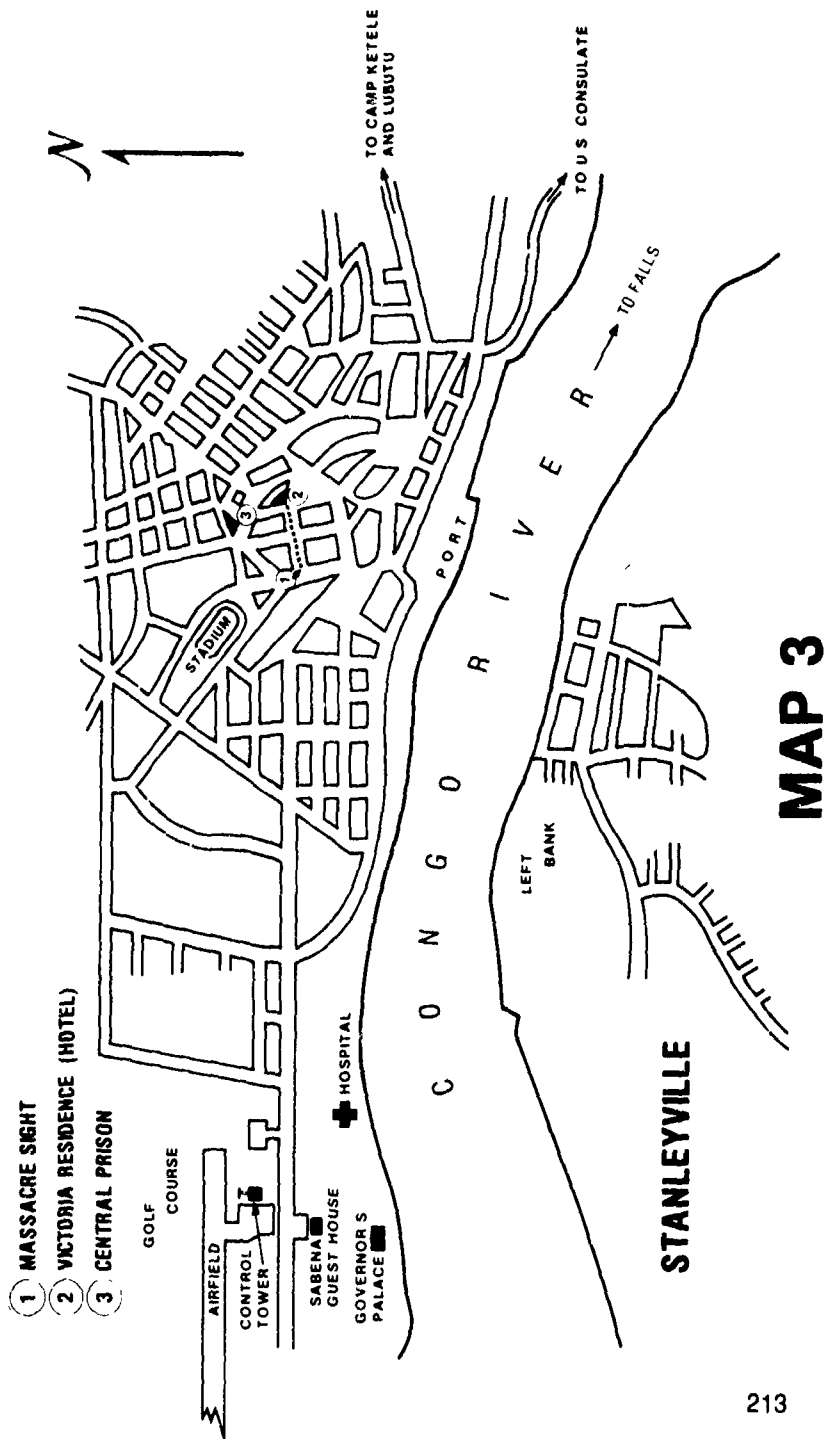 1 MASSACRE SIGHT
2 VICTORIA RESIDENCE (HOTEL)
3 CENTRAL PRISON
N
GOLF
COURSE
AIRFIELD
CONTROL
TOWER
SABENA
GUEST HOUSE
GOVERNOR S
PALACE
HOSPITAL
STADIUM
1
2
3
TO CAMP KETELE
AND LUBUTU
TO U S CONSULATE
PORT
CONGO RIVER
TO FALLS
LEFT
BANK
STANLEYVILLE
MAP 3
213